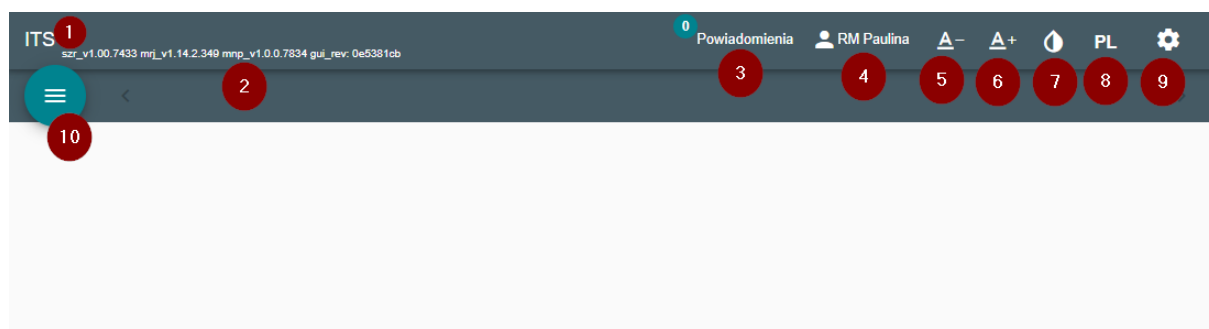 ITS 1
szr_v1.00.7433 mrj_v1.14.2.349 mnp_v1.0.0.7834 gui_rev: 0e5381cb
0
Powiadomienia RM Paulina A- A+ PL
2 3 4 5 6 7 8 9
10